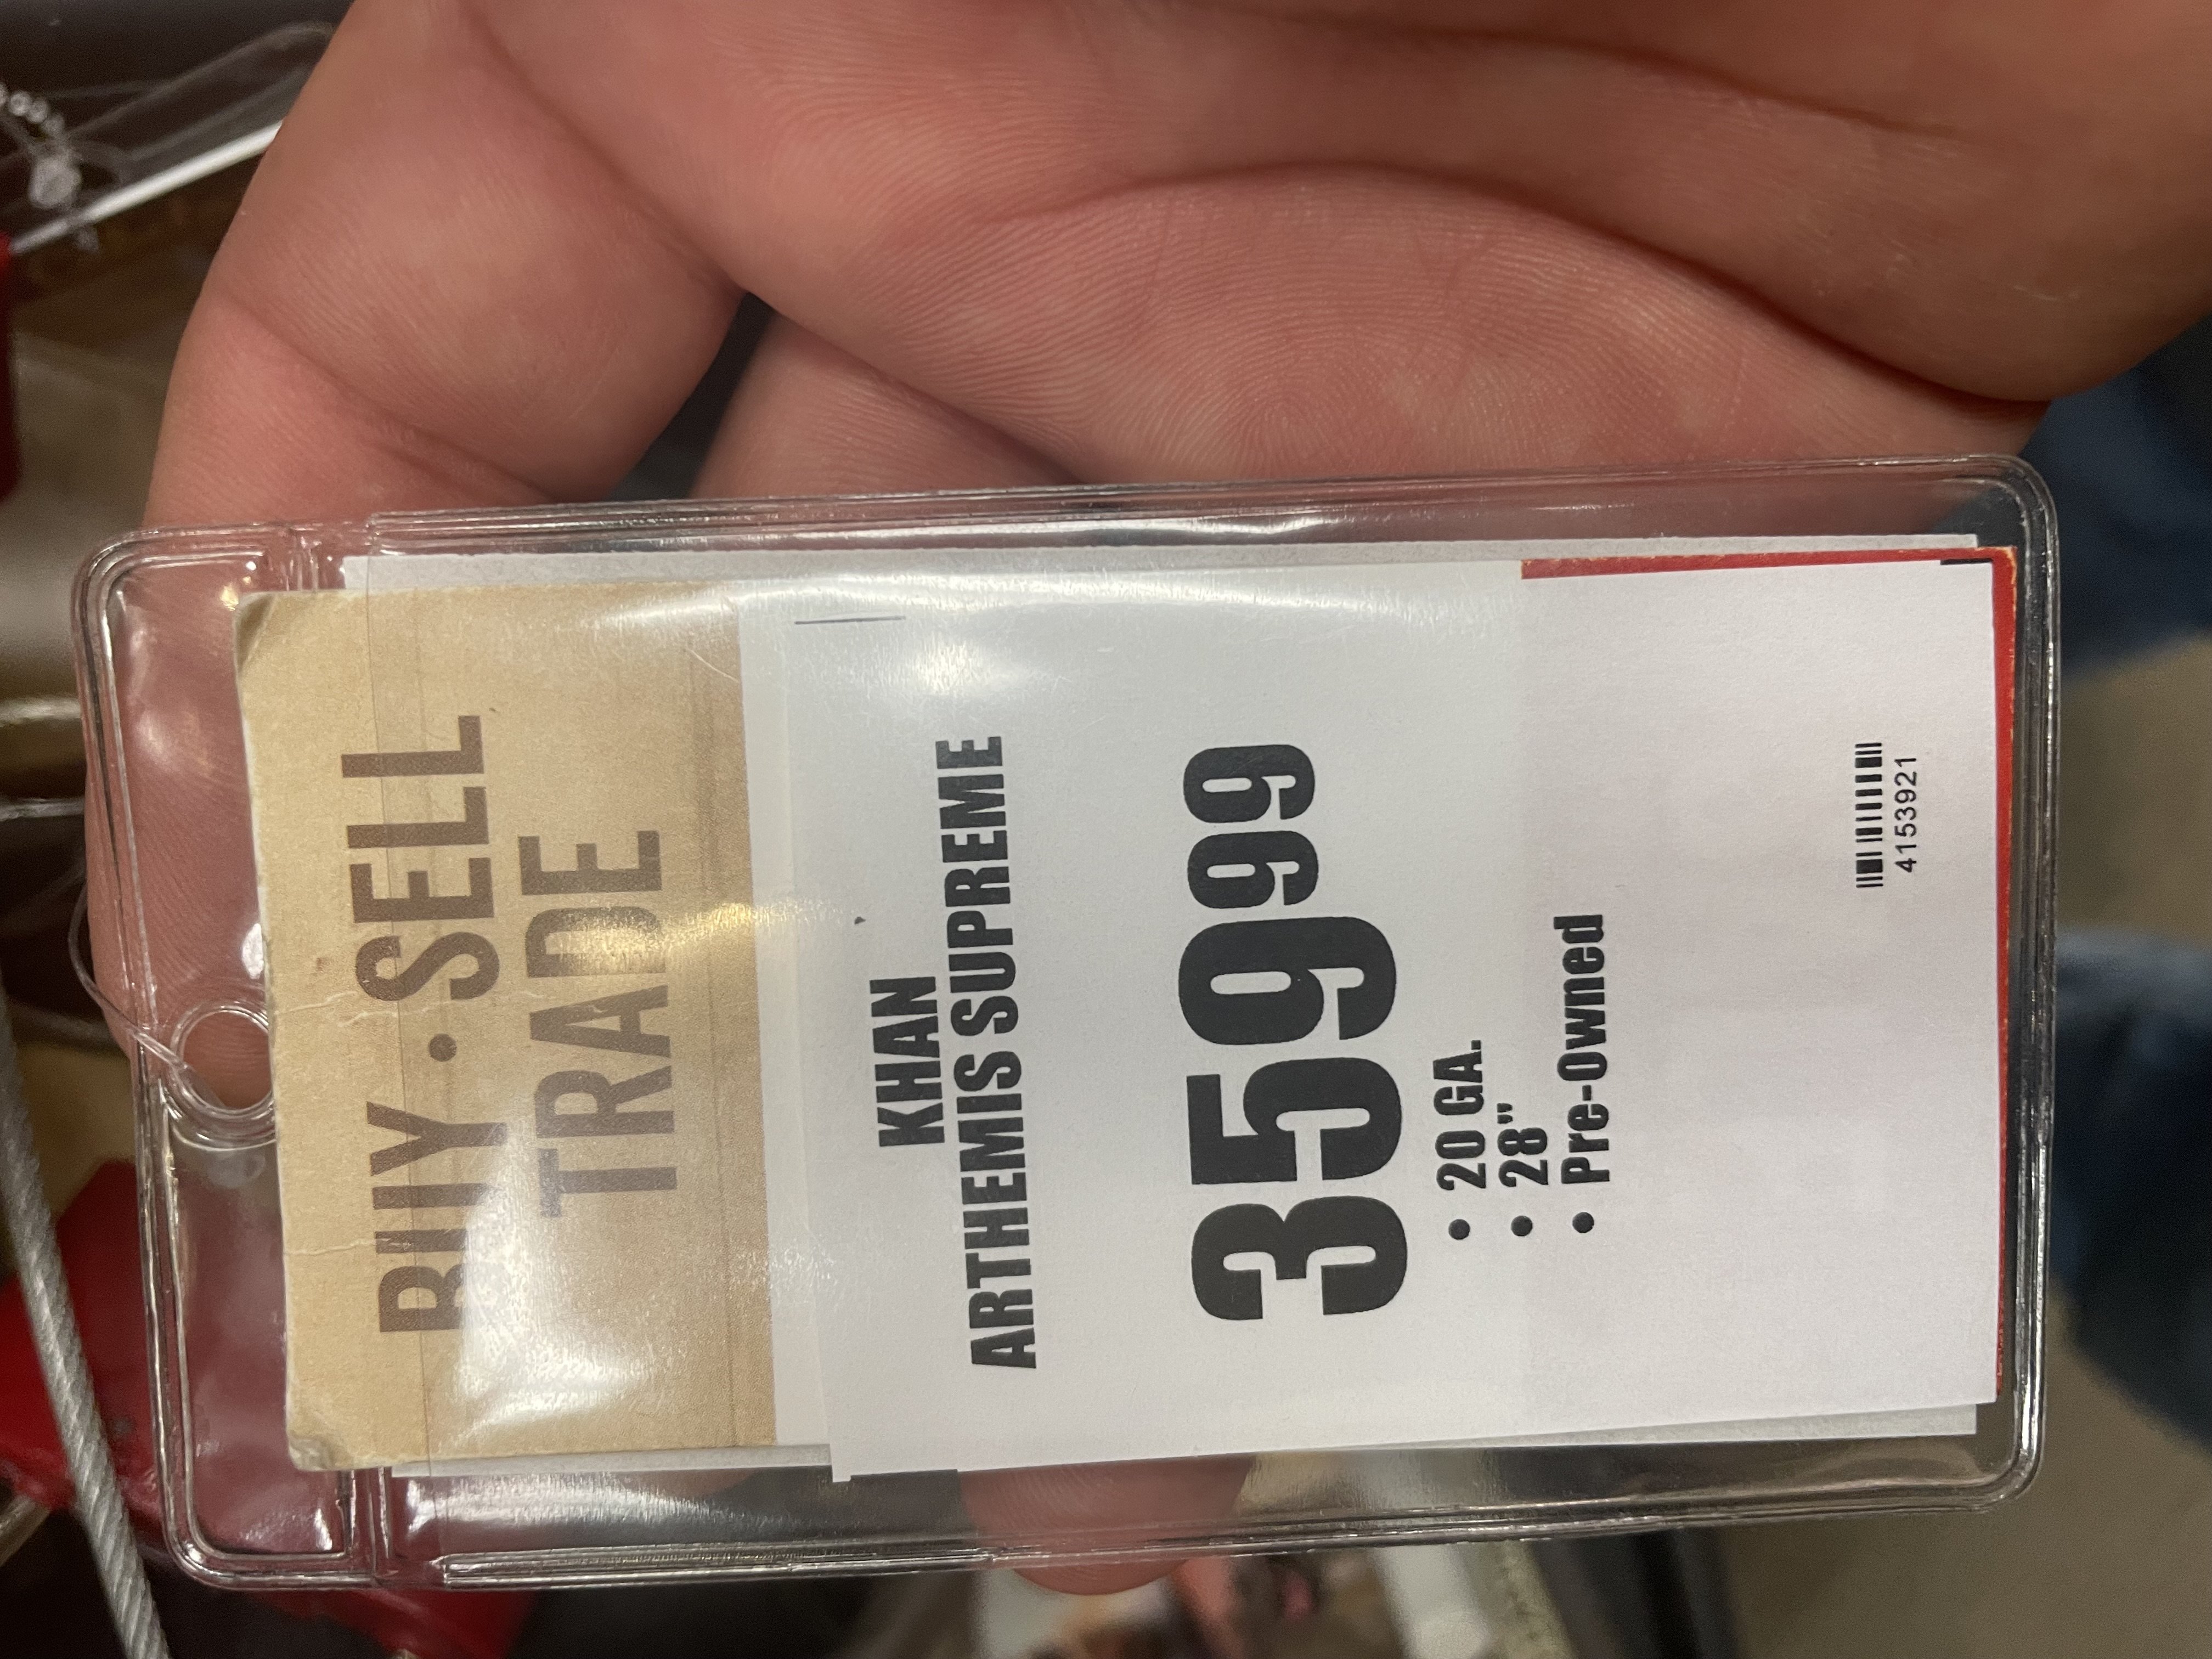 BUY • SELL
TRADE
KHAN
ARTHEMIS SUPREME
35999
• 20 GA.
• 28"
• Pre-Owned
4153921